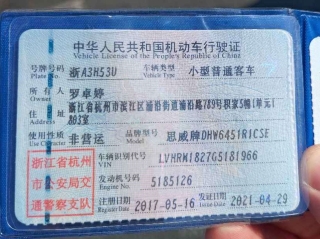 中华人民共和国机动车行驶证
Vehicle License of the People's Republic of China
号牌号码 浙A3H53U 车辆类型 小型普通客车
Plate No. Vehicle Type
所有人 罗卓婷
Owner
住址 浙江省杭州市滨江区浦沿街道浦沿路789号积家5幢1单元1803室
使用性质 非营运 品牌型号 思威牌DHW6451R1CSE
Use Character Model
浙江省杭州市公安局交通警察支队
车辆识别代号 LVHRM1827G5181966
VIN
发动机号码 5185126
Engine No.
注册日期 2017-05-16 发证日期 2021-04-29
Register Date Issue Date